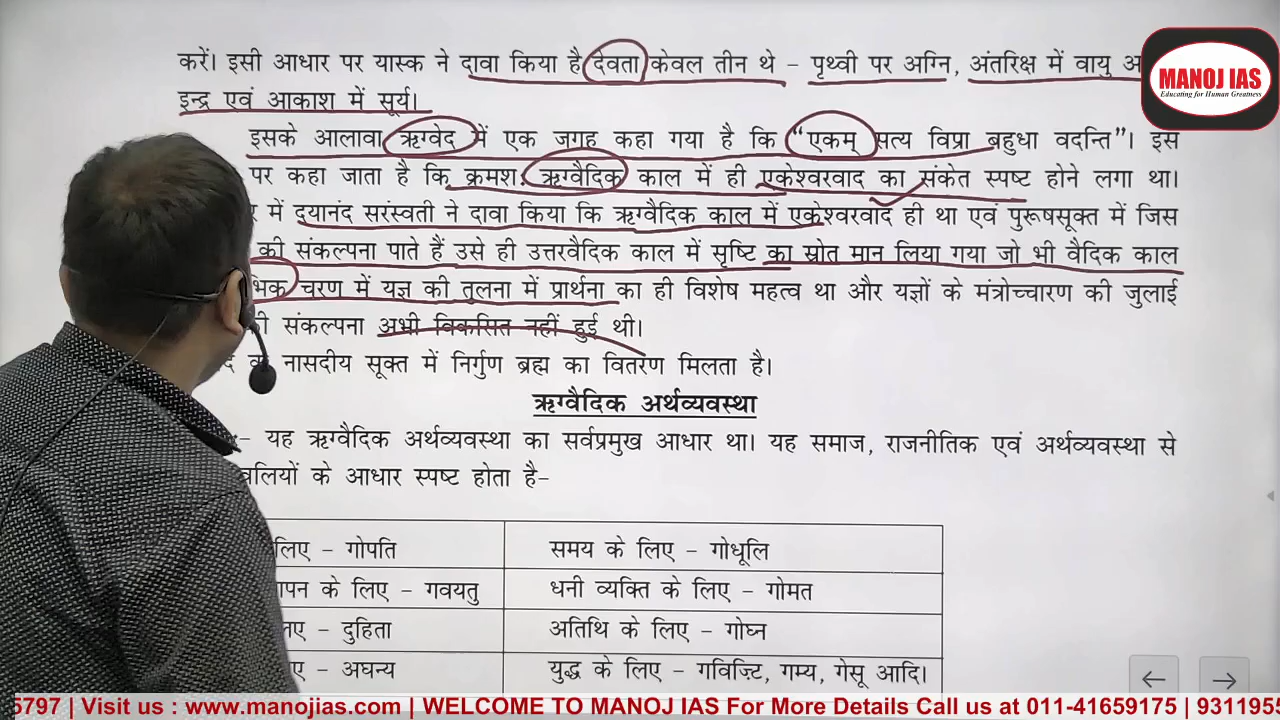 करें। इसी आधार पर यास्क ने दावा किया है देवता केवल तीन थे – पृथ्वी पर अग्नि, अंतरिक्ष में वायु
इन्द्र एवं आकाश में सूर्य।
इसके आलावा ऋग्वेद में एक जगह कहा गया है कि “एकम् सत्य विप्रा बहुधा वदन्ति”। इस
पर कहा जाता है कि क्रमश: ऋग्वैदिक काल में ही एकेश्वरवाद का संकेत स्पष्ट होने लगा था।
में दयानंद सरंस्वती ने दावा किया कि ऋग्वैदिक काल में एकेश्वरवाद ही था एवं पुरूषसूक्त में जिस
की संकल्पना पाते हैं उसे ही उत्तरवैदिक काल में सृष्टि का स्रोत मान लिया गया जो भी वैदिक काल
चरण में यज्ञ की तुलना में प्रार्थना का ही विशेष महत्व था और यज्ञों के मंत्रोच्चारण की जुलाई
संकल्पना अभी विकसित नहीं हुई थी।
नासदीय सूक्त में निर्गुण ब्रह्म का वितरण मिलता है।
ऋग्वैदिक अर्थव्यवस्था
:- यह ऋग्वैदिक अर्थव्यवस्था का सर्वप्रमुख आधार था। यह समाज, राजनीतिक एवं अर्थव्यवस्था से
के आधार स्पष्ट होता है-
लिए – गोपति
समय के लिए – गोधूलि
के लिए – गवयतु
धनी व्यक्ति के लिए – गोमत
– दुहिता
अतिथि के लिए – गोघ्न
– अघन्य
युद्ध के लिए – गविज्टि, गम्य, गेसू आदि।
MANOJ IAS
Educating for Human Greatness
5797 | Visit us : www.manojias.com | WELCOME TO MANOJ IAS For More Details Call us at 011-41659175 | 9311955